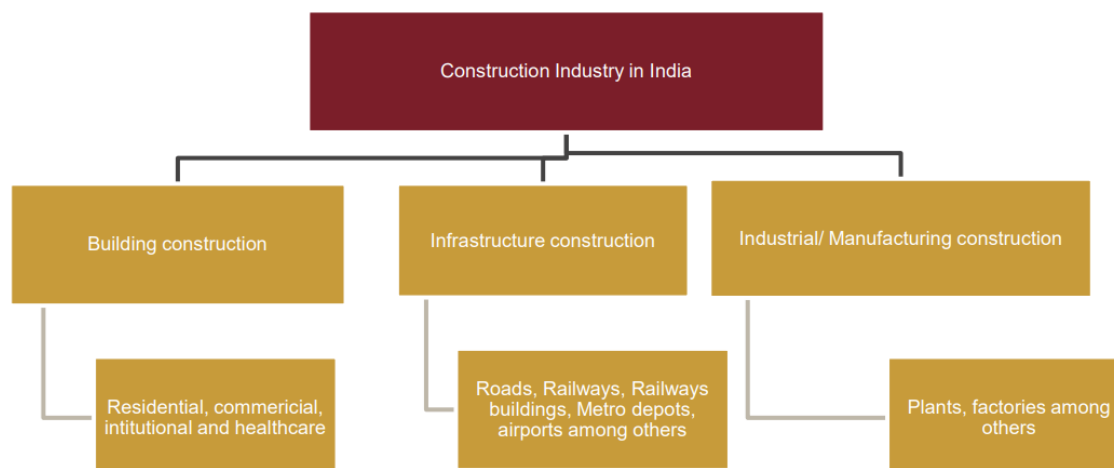 Construction Industry in India
Building construction
Infrastructure construction
Industrial/ Manufacturing construction
Residential, commericial,
intitutional and healthcare
Roads, Railways, Railways
buildings, Metro depots,
airports among others
Plants, factories among
others